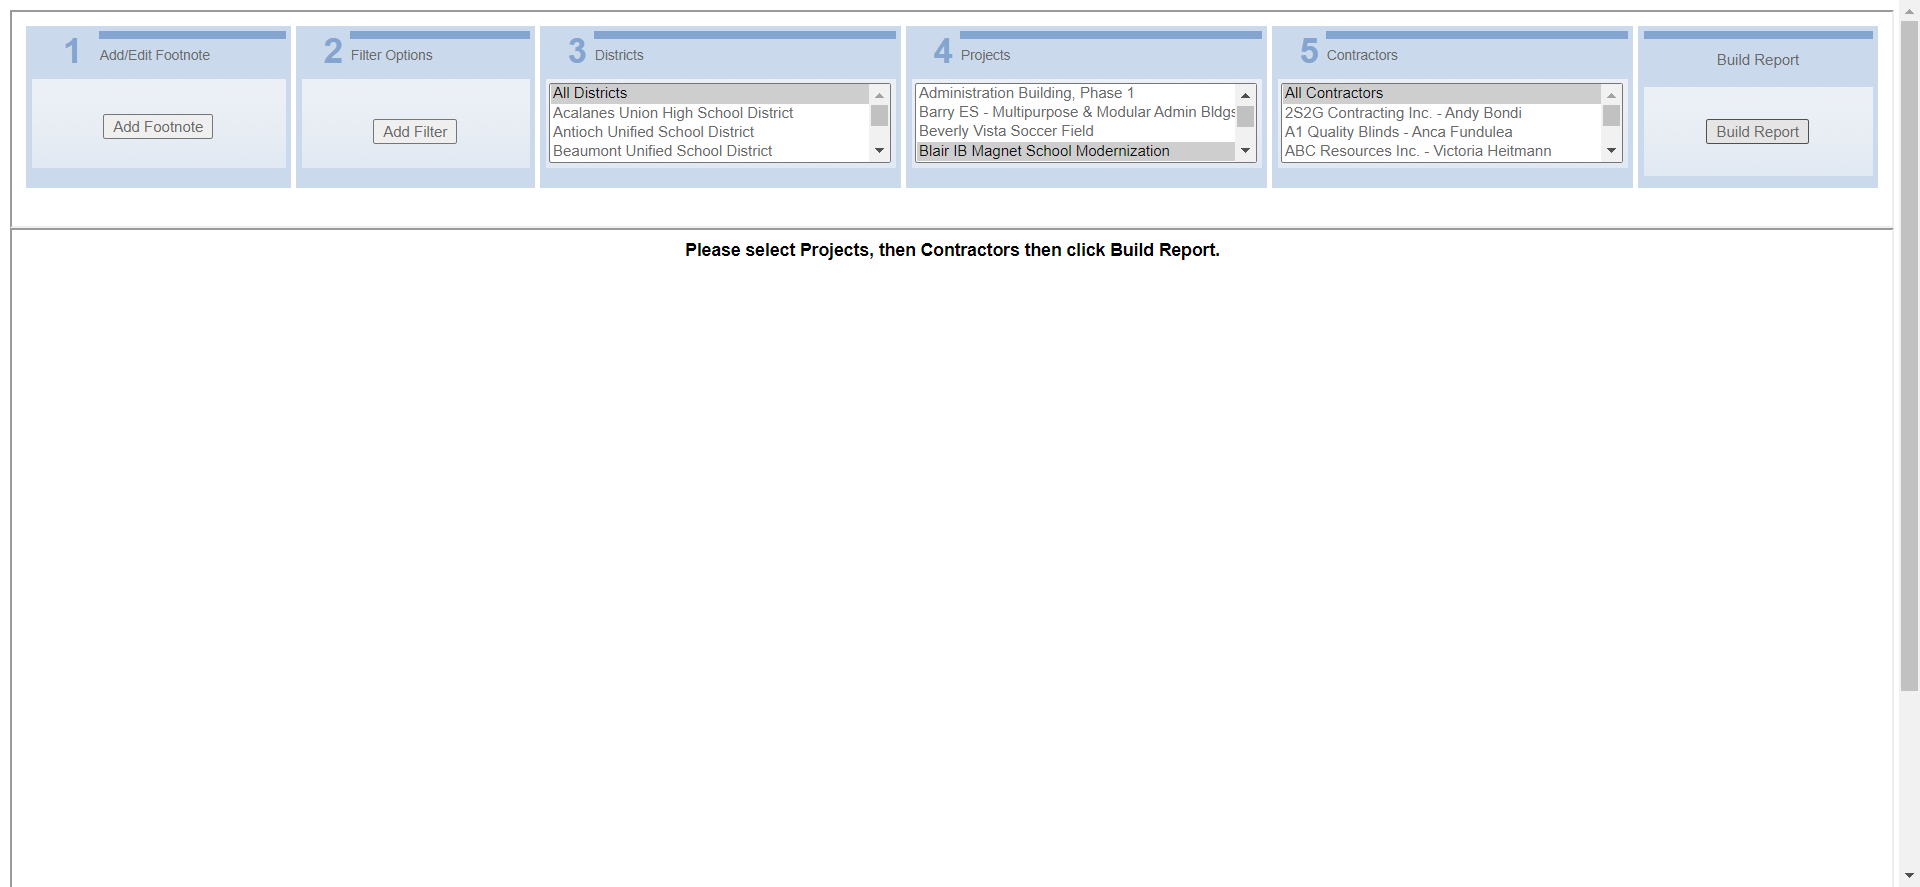 1 Add/Edit Footnote
Add Footnote
2 Filter Options
Add Filter
3 Districts
All Districts
Acalanes Union High School District
Antioch Unified School District
Beaumont Unified School District
4 Projects
Administration Building, Phase 1
Barry ES - Multipurpose & Modular Admin Bldgs
Beverly Vista Soccer Field
Blair IB Magnet School Modernization
5 Contractors
All Contractors
2S2G Contracting Inc. - Andy Bondi
A1 Quality Blinds - Anca Fundulea
ABC Resources Inc. - Victoria Heitmann
Build Report
Build Report
Please select Projects, then Contractors then click Build Report.